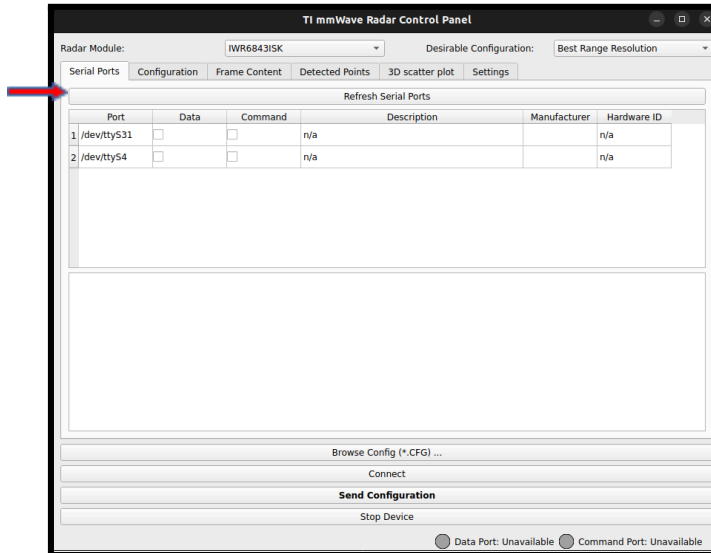 TI mmWave Radar Control Panel
Radar Module: IWR6843ISK Desirable Configuration: Best Range Resolution
Serial Ports Configuration Frame Content Detected Points 3D scatter plot Settings
Refresh Serial Ports
Port Data Command Description Manufacturer Hardware ID
1 /dev/ttyS31 n/a n/a
2 /dev/ttyS4 n/a n/a
Browse Config (*.CFG) ...
Connect
Send Configuration
Stop Device
Data Port: Unavailable Command Port: Unavailable